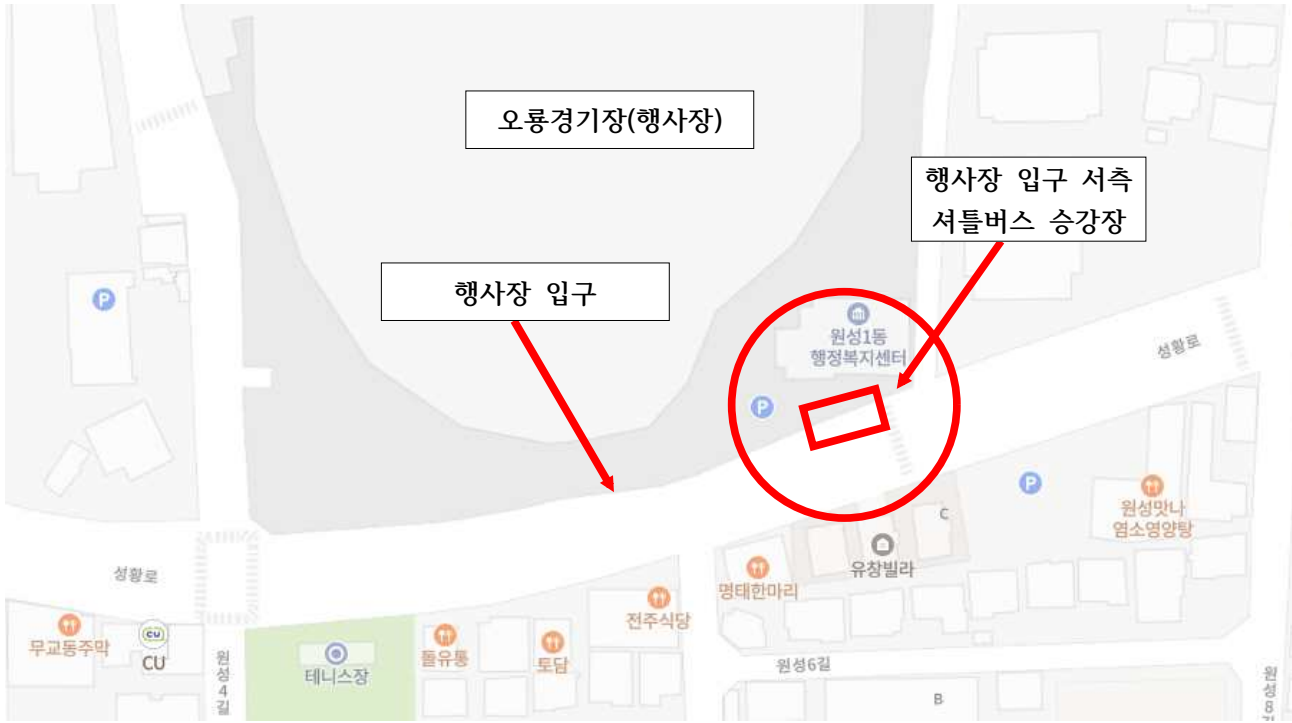 오룡경기장(행사장)
행사장 입구 서측
셔틀버스 승강장
행사장 입구
P
원성1동
행정복지센터
성황로
P
P
원성맛나
염소영양탕
C
유창빌라
명태한마리
성황로
전주식당
무교동주막
cu
CU
원성4길
테니스장
돌유통
토담
원성6길
B
원성8길